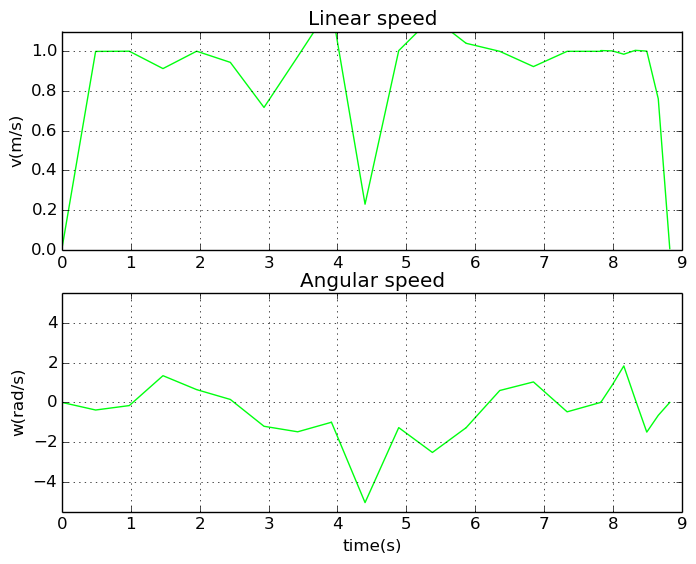 Linear speed
v(m/s)
1.0
0.8
0.6
0.4
0.2
0.0
0 1 2 3 4 5 6 7 8 9
Angular speed
w(rad/s)
4
2
0
−2
−4
0 1 2 3 4 5 6 7 8 9
time(s)